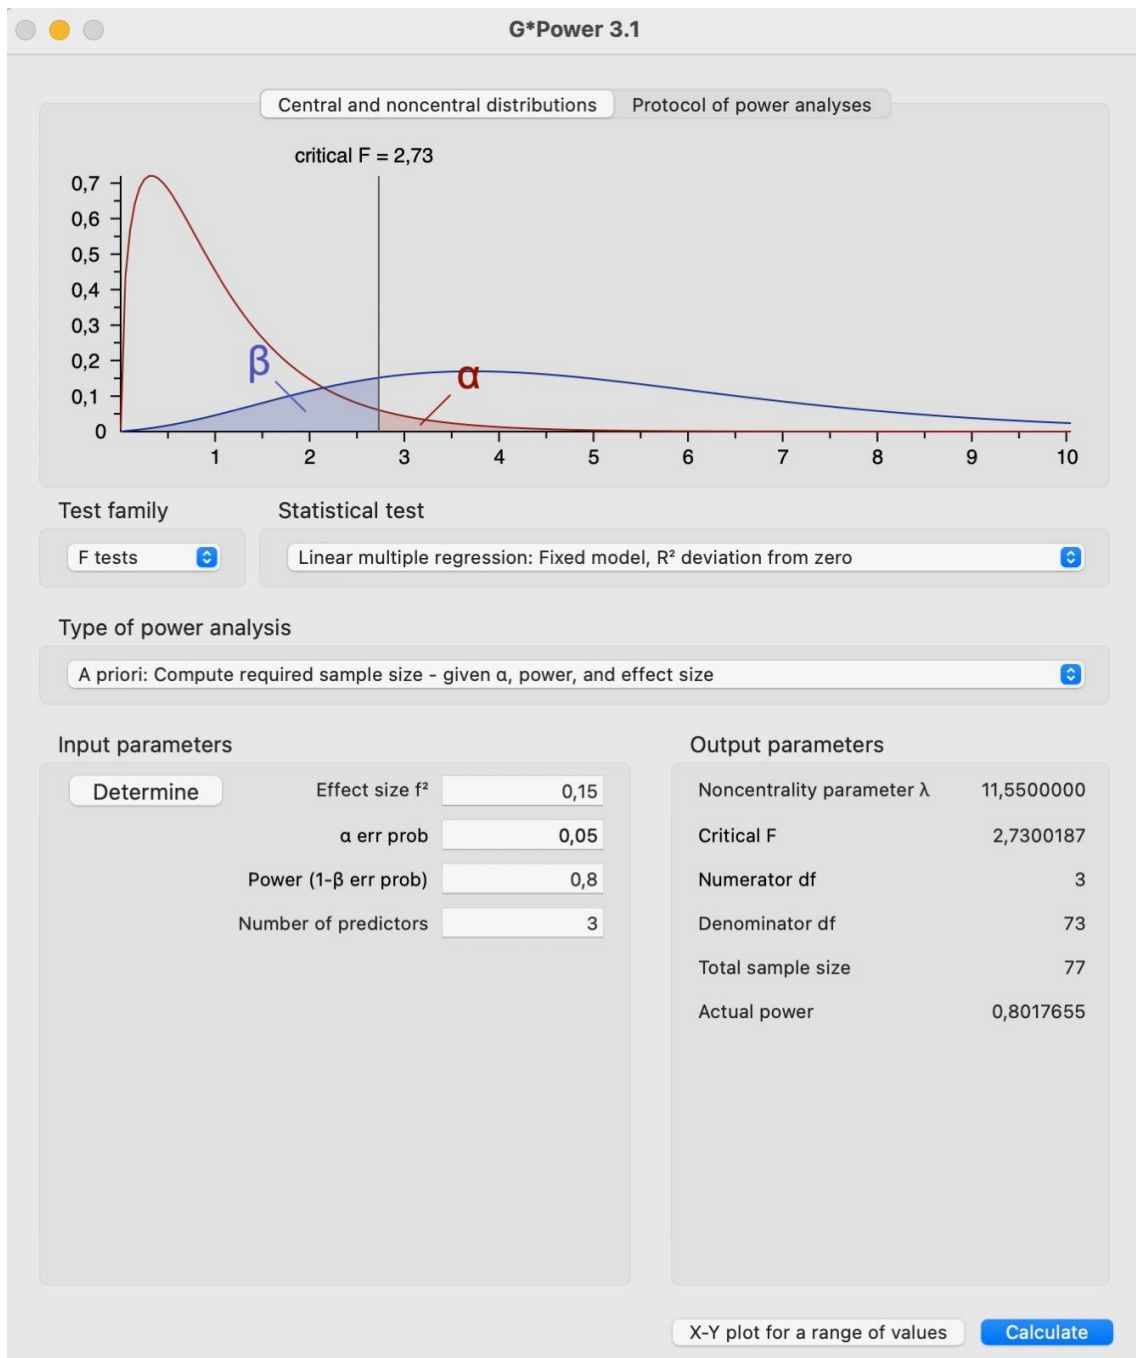 G*Power 3.1
Central and noncentral distributions Protocol of power analyses
critical F = 2,73
0,7
0,6
0,5
0,4
0,3
0,2
0,1
0
β
α
1 2 3 4 5 6 7 8 9 10
Test family Statistical test
F tests Linear multiple regression: Fixed model, R² deviation from zero
Type of power analysis
A priori: Compute required sample size - given α, power, and effect size
Input parameters
Determine Effect size f² 0,15
α err prob 0,05
Power (1-β err prob) 0,8
Number of predictors 3
Output parameters
Noncentrality parameter λ 11,5500000
Critical F 2,7300187
Numerator df 3
Denominator df 73
Total sample size 77
Actual power 0,8017655
X-Y plot for a range of values Calculate